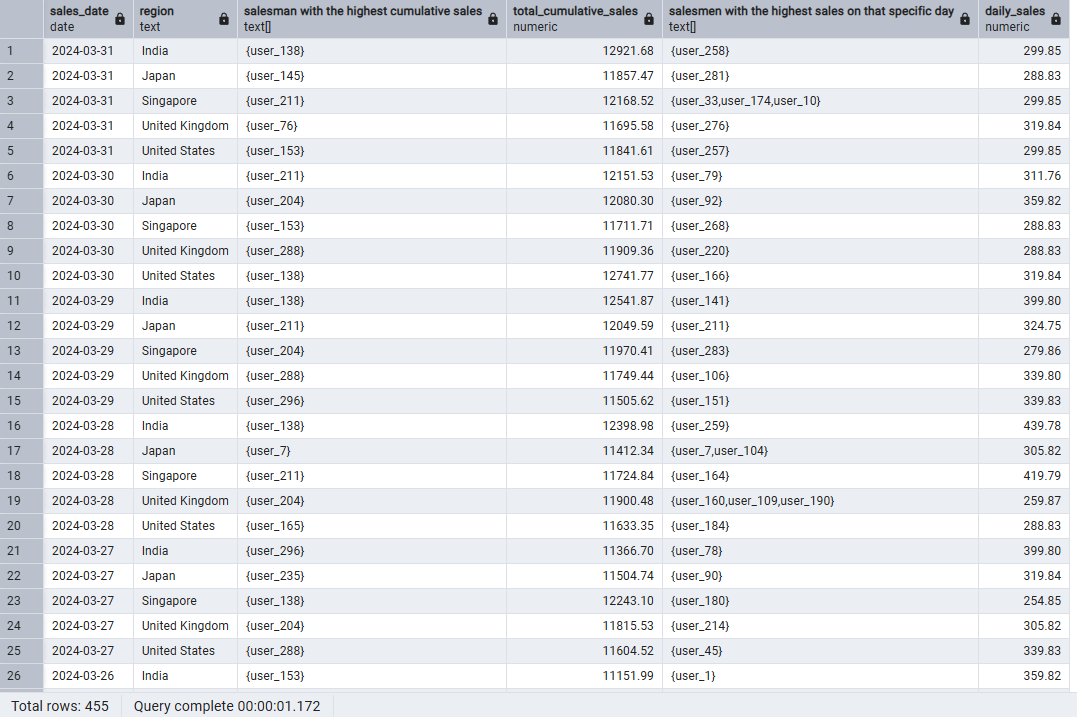 sales_date region salesman with the highest cumulative sales total_cumulative_sales salesmen with the highest sales on that specific day daily_sales
date text text[] numeric text[] numeric
1 2024-03-31 India {user_138} 12921.68 {user_258} 299.85
2 2024-03-31 Japan {user_145} 11857.47 {user_281} 288.83
3 2024-03-31 Singapore {user_211} 12168.52 {user_33,user_174,user_10} 299.85
4 2024-03-31 United Kingdom {user_76} 11695.58 {user_276} 319.84
5 2024-03-31 United States {user_153} 11841.61 {user_257} 299.85
6 2024-03-30 India {user_211} 12151.53 {user_79} 311.76
7 2024-03-30 Japan {user_204} 12080.30 {user_92} 359.82
8 2024-03-30 Singapore {user_153} 11711.71 {user_268} 288.83
9 2024-03-30 United Kingdom {user_288} 11909.36 {user_220} 288.83
10 2024-03-30 United States {user_138} 12741.77 {user_166} 319.84
11 2024-03-29 India {user_138} 12541.87 {user_141} 399.80
12 2024-03-29 Japan {user_211} 12049.59 {user_211} 324.75
13 2024-03-29 Singapore {user_204} 11970.41 {user_283} 279.86
14 2024-03-29 United Kingdom {user_288} 11749.44 {user_106} 339.80
15 2024-03-29 United States {user_296} 11505.62 {user_151} 339.83
16 2024-03-28 India {user_138} 12398.98 {user_259} 439.78
17 2024-03-28 Japan {user_7} 11412.34 {user_7,user_104} 305.82
18 2024-03-28 Singapore {user_211} 11724.84 {user_164} 419.79
19 2024-03-28 United Kingdom {user_204} 11900.48 {user_160,user_109,user_190} 259.87
20 2024-03-28 United States {user_165} 11633.35 {user_184} 288.83
21 2024-03-27 India {user_296} 11366.70 {user_78} 399.80
22 2024-03-27 Japan {user_235} 11504.74 {user_90} 319.84
23 2024-03-27 Singapore {user_138} 12243.10 {user_180} 254.85
24 2024-03-27 United Kingdom {user_204} 11815.53 {user_214} 305.82
25 2024-03-27 United States {user_288} 11604.52 {user_45} 339.83
26 2024-03-26 India {user_153} 11151.99 {user_1} 359.82
Total rows: 455 Query complete 00:00:01.172